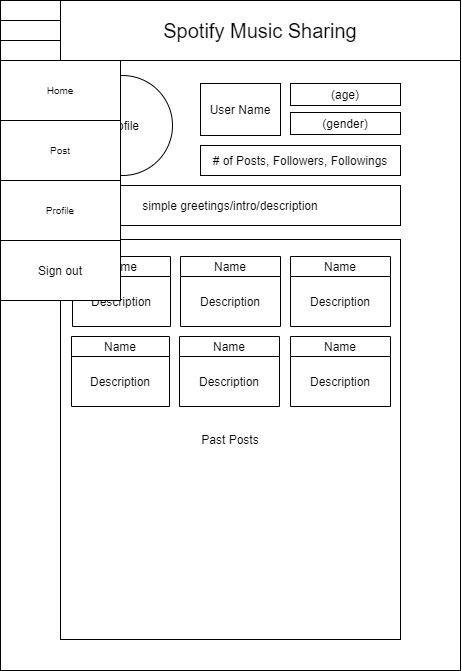 Spotify Music Sharing
Home
Post
Profile
Sign out
ofile
User Name
(age)
(gender)
# of Posts, Followers, Followings
simple greetings/intro/description
me
Description
Name
Description
Name
Description
Name
Description
Name
Description
Name
Description
Past Posts